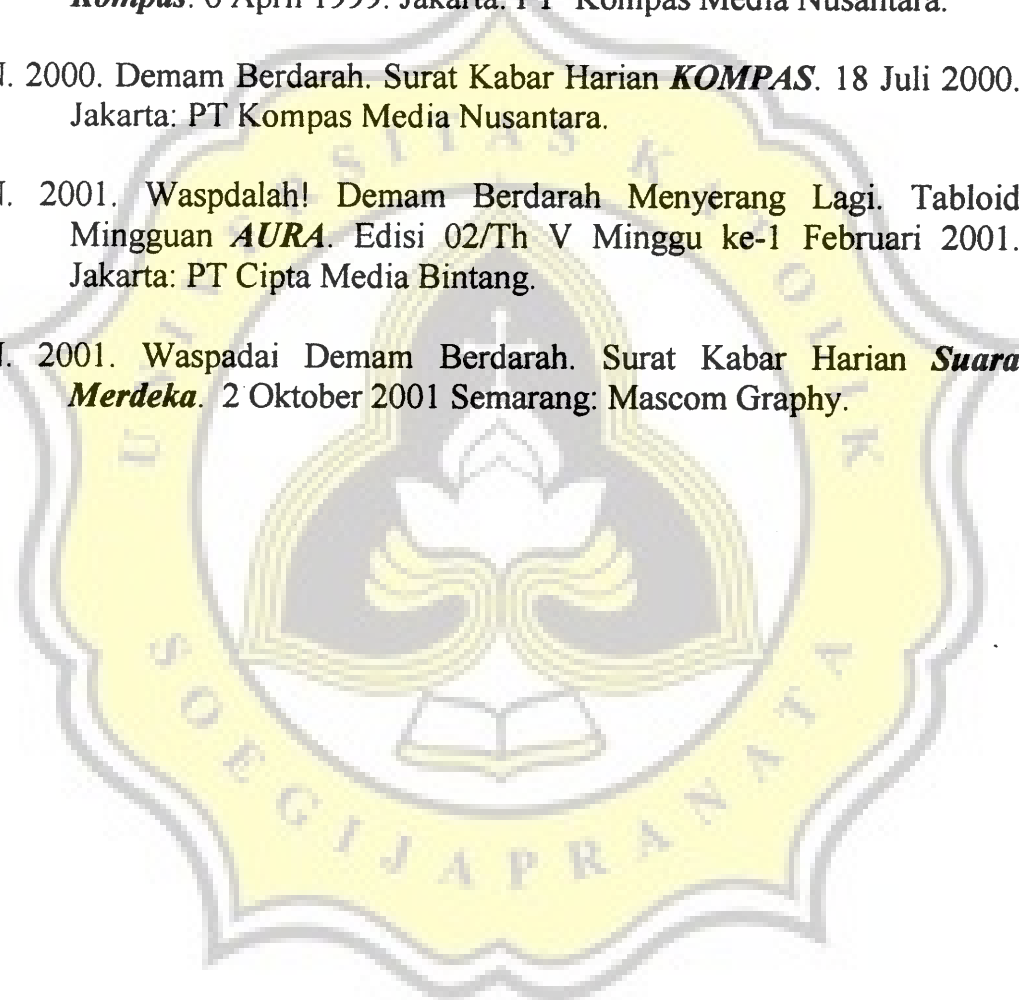 Kompas. 6 April 1999. Jakarta: PT Kompas Media Nusantara.
N. 2000. Demam Berdarah. Surat Kabar Harian KOMPAS. 18 Juli 2000.
Jakarta: PT Kompas Media Nusantara.
N. 2001. Waspdalah! Demam Berdarah Menyerang Lagi. Tabloid
Mingguan AURA. Edisi 02/Th V Minggu ke-1 Februari 2001.
Jakarta: PT Cipta Media Bintang.
N. 2001. Waspadai Demam Berdarah. Surat Kabar Harian Suara
Merdeka. 2 Oktober 2001 Semarang: Mascom Graphy.
UNIVERSITAS KATOLIK
SOEGIJAPRANATA